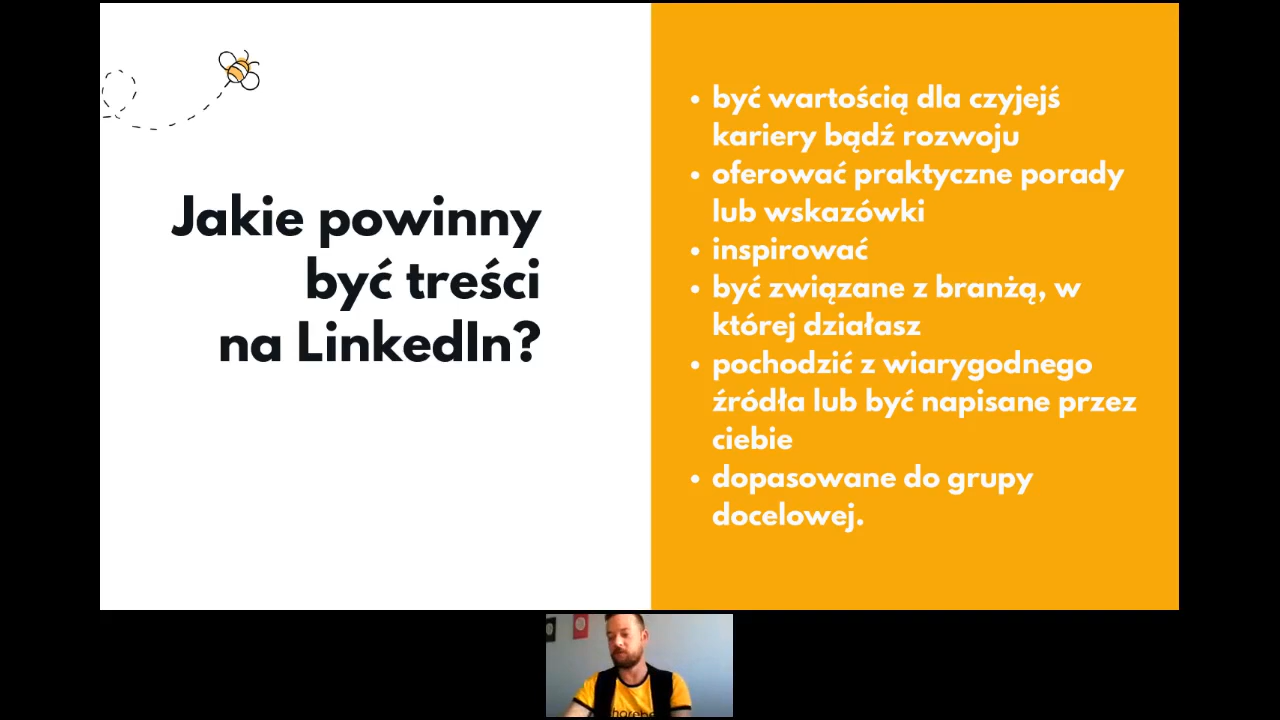 Jakie powinny
być treści
na LinkedIn?
• być wartością dla czyjejś
kariery bądź rozwoju
• oferować praktyczne porady
lub wskazówki
• inspirować
• być związane z branżą, w
której działasz
• pochodzić z wiarygodnego
źródła lub być napisane przez
ciebie
• dopasowane do grupy
docelowej.